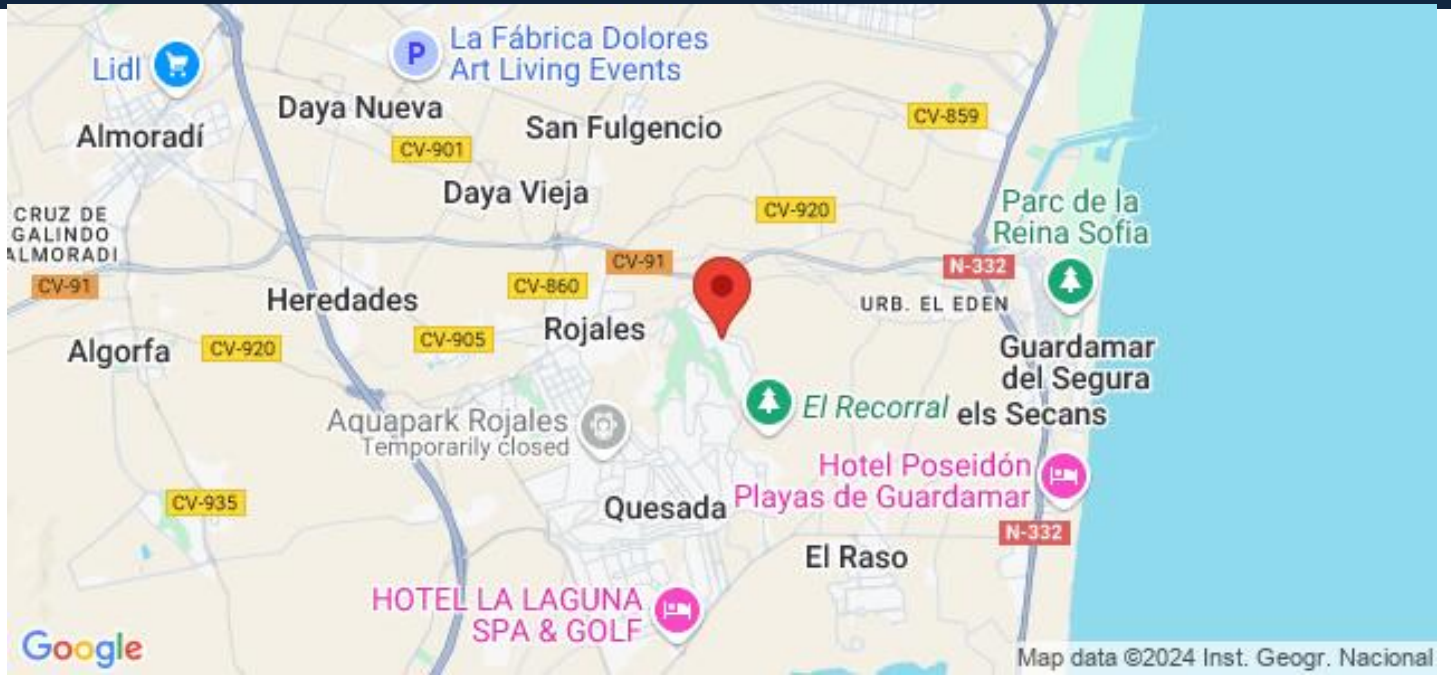 La Fábrica Dolores
Art Living Events
P
Lidl
Daya Nueva
San Fulgencio
CV-859
Almoradí
CV-901
Daya Vieja
CV-920
Parc de la
Reina Sofia
CRUZ DE
GALINDO
ALMORADI
CV-91
N-332
CV-91
CV-860
Heredades
URB. EL EDEN
Rojales
CV-905
Algorfa
CV-920
Guardamar
del Segura
El Recorral
els Secans
Aquapark Rojales
Temporarily closed
Hotel Poseidón
Playas de Guardamar
CV-935
Quesada
N-332
El Raso
HOTEL LA LAGUNA
SPA & GOLF
Google
Map data ©2024 Inst. Geogr. Nacional